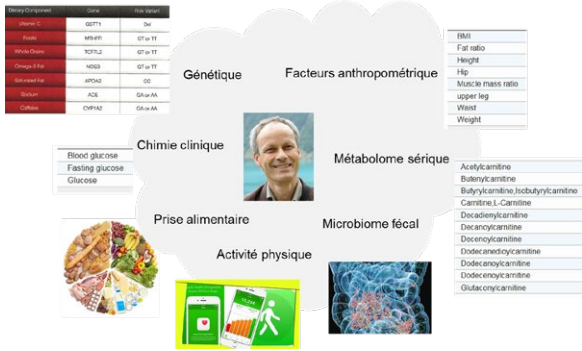 Dietary Component Gene Risk Variant
Vitamin C GSTT1 Del
Folate MTHFR CT or TT
Whole Grains TCF7L2 GT or TT
Omega-3 Fat NOS3 GT or TT
Saturated Fat APOA2 CC
Sodium ACE GA or AA
Caffeine CYP1A2 CA or AA
Génétique
Facteurs anthropométrique
BMI
Fat ratio
Height
Hip
Muscle mass ratio
upper leg
Waist
Weight
Chimie clinique
Blood glucose
Fasting glucose
Glucose
Métabolome sérique
Acetylcarnitine
Butenylcarnitine
Butyrylcarnitine,Isobutyrylcarnitine
Carnitine,L-Carnitine
Decadienylcarnitine
Decanoylcarnitine
Docenoylcarnitine
Dodecanedioylcarnitine
Dodecanoylcarnitine
Dodecenoylcarnitine
Glutaconylcarnitine
Prise alimentaire
Microbiome fécal
Activité physique